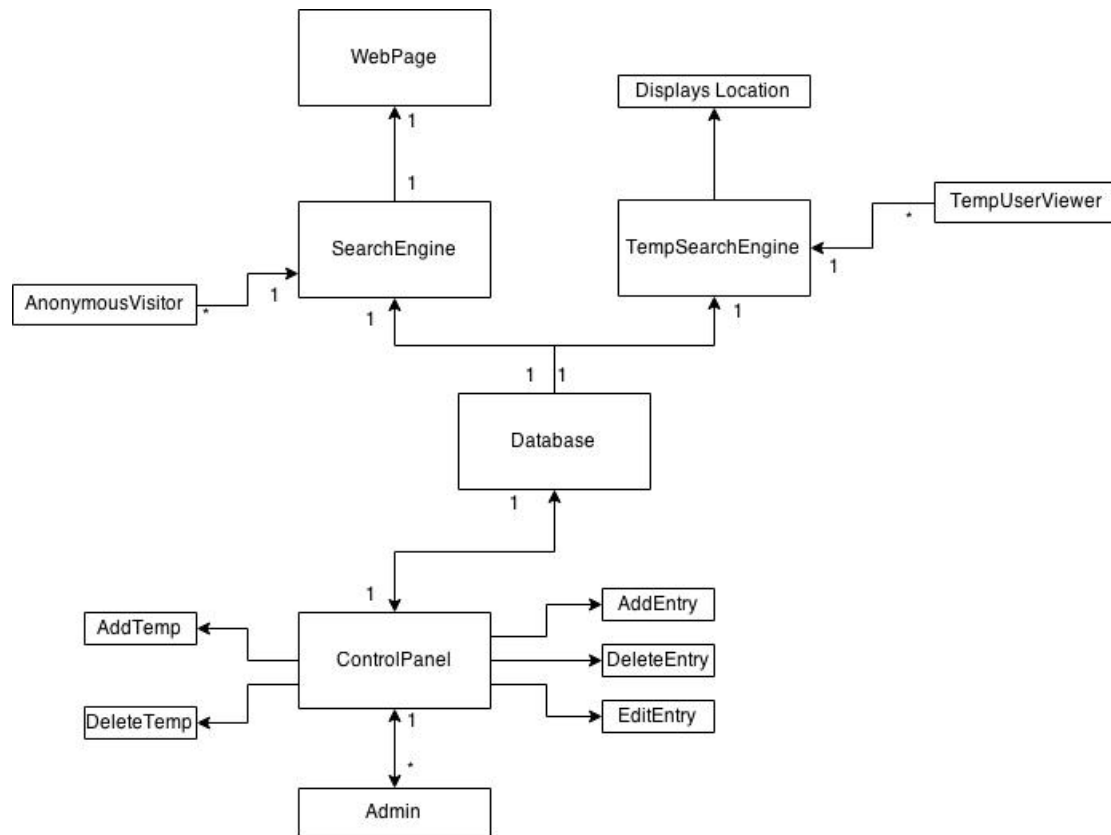 WebPage
1
Displays Location
1
TempUserViewer
*
SearchEngine
TempSearchEngine
1
AnonymousVisitor
*
1
1
1
1
1
Database
1
1
AddTemp
AddEntry
ControlPanel
DeleteEntry
DeleteTemp
EditEntry
1
*
Admin